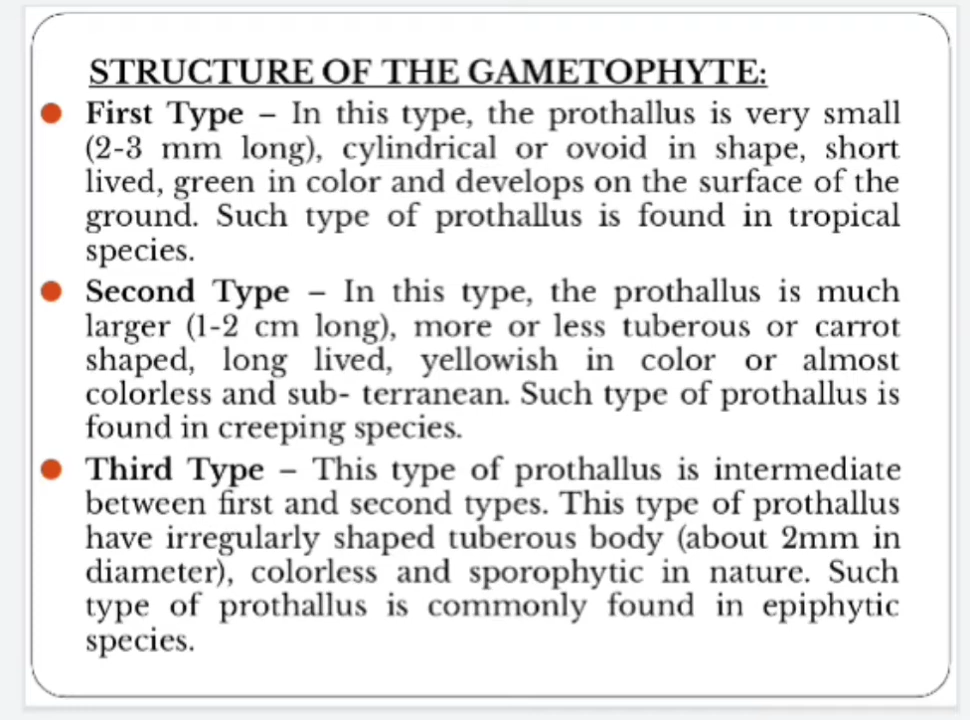 STRUCTURE OF THE GAMETOPHYTE:
First Type – In this type, the prothallus is very small
(2-3 mm long), cylindrical or ovoid in shape, short
lived, green in color and develops on the surface of the
ground. Such type of prothallus is found in tropical
species.
Second Type – In this type, the prothallus is much
larger (1-2 cm long), more or less tuberous or carrot
shaped, long lived, yellowish in color or almost
colorless and sub- terranean. Such type of prothallus is
found in creeping species.
Third Type – This type of prothallus is intermediate
between first and second types. This type of prothallus
have irregularly shaped tuberous body (about 2mm in
diameter), colorless and sporophytic in nature. Such
type of prothallus is commonly found in epiphytic
species.